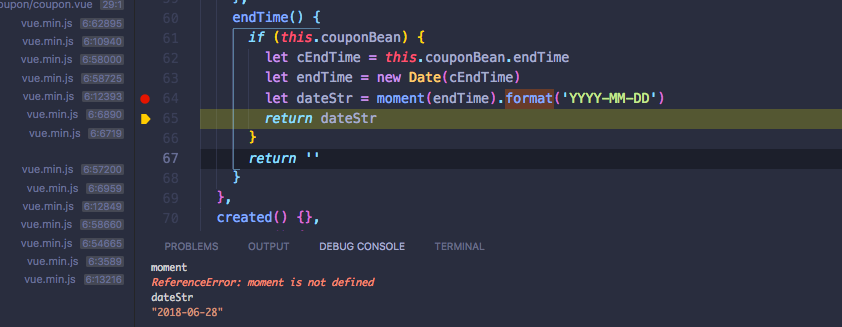 oupon/coupon.vue 29:1
vue.min.js 6:62895
vue.min.js 6:10940
vue.min.js 6:58000
vue.min.js 6:58725
vue.min.js 6:12393
vue.min.js 6:6890
vue.min.js 6:6719
vue.min.js 6:57200
vue.min.js 6:6959
vue.min.js 6:12849
vue.min.js 6:58660
vue.min.js 6:54665
vue.min.js 6:3589
vue.min.js 6:13216
60 endTime() {
61 if (this.couponBean) {
62 let cEndTime = this.couponBean.endTime
63 let endTime = new Date(cEndTime)
64 let dateStr = moment(endTime).format('YYYY-MM-DD')
65 return dateStr
66 }
67 return ''
68 }
69 },
70 created() {},
PROBLEMS OUTPUT DEBUG CONSOLE TERMINAL
moment
ReferenceError: moment is not defined
dateStr
"2018-06-28"